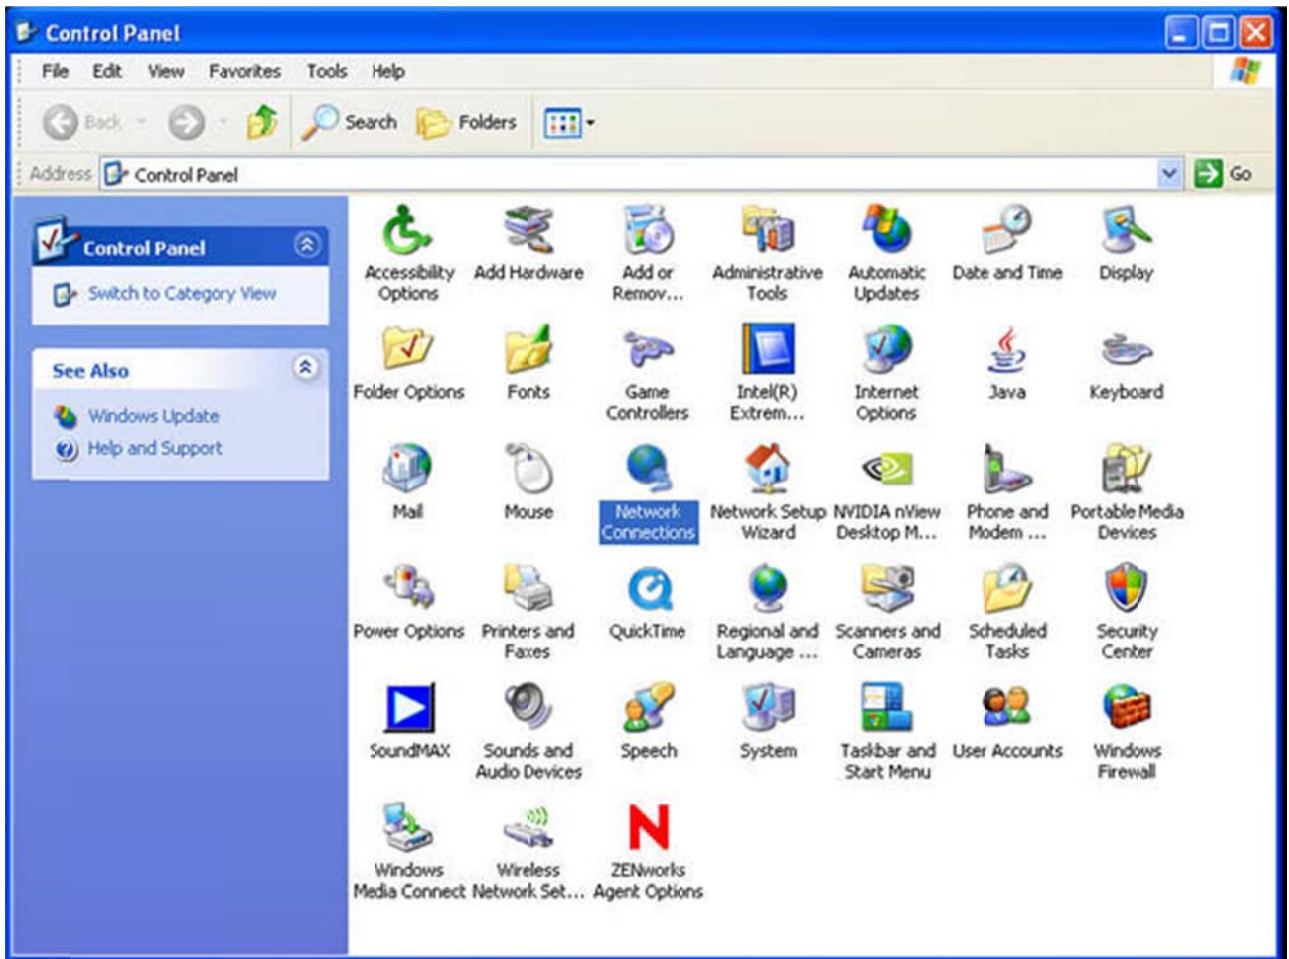 Control Panel
File Edit View Favorites Tools Help
Back Search Folders
Address Control Panel Go
Control Panel
Switch to Category View
See Also
Windows Update
Help and Support
Accessibility Options
Add Hardware
Add or Remov...
Administrative Tools
Automatic Updates
Date and Time
Display
Folder Options
Fonts
Game Controllers
Intel(R) Extrem...
Internet Options
Java
Keyboard
Mail
Mouse
Network Connections
Network Setup Wizard
NVIDIA nView Desktop M...
Phone and Modem ...
Portable Media Devices
Power Options
Printers and Faxes
QuickTime
Regional and Language ...
Scanners and Cameras
Scheduled Tasks
Security Center
SoundMAX
Sounds and Audio Devices
Speech
System
Taskbar and Start Menu
User Accounts
Windows Firewall
Windows Media Connect
Wireless Network Set...
N
ZENworks Agent Options